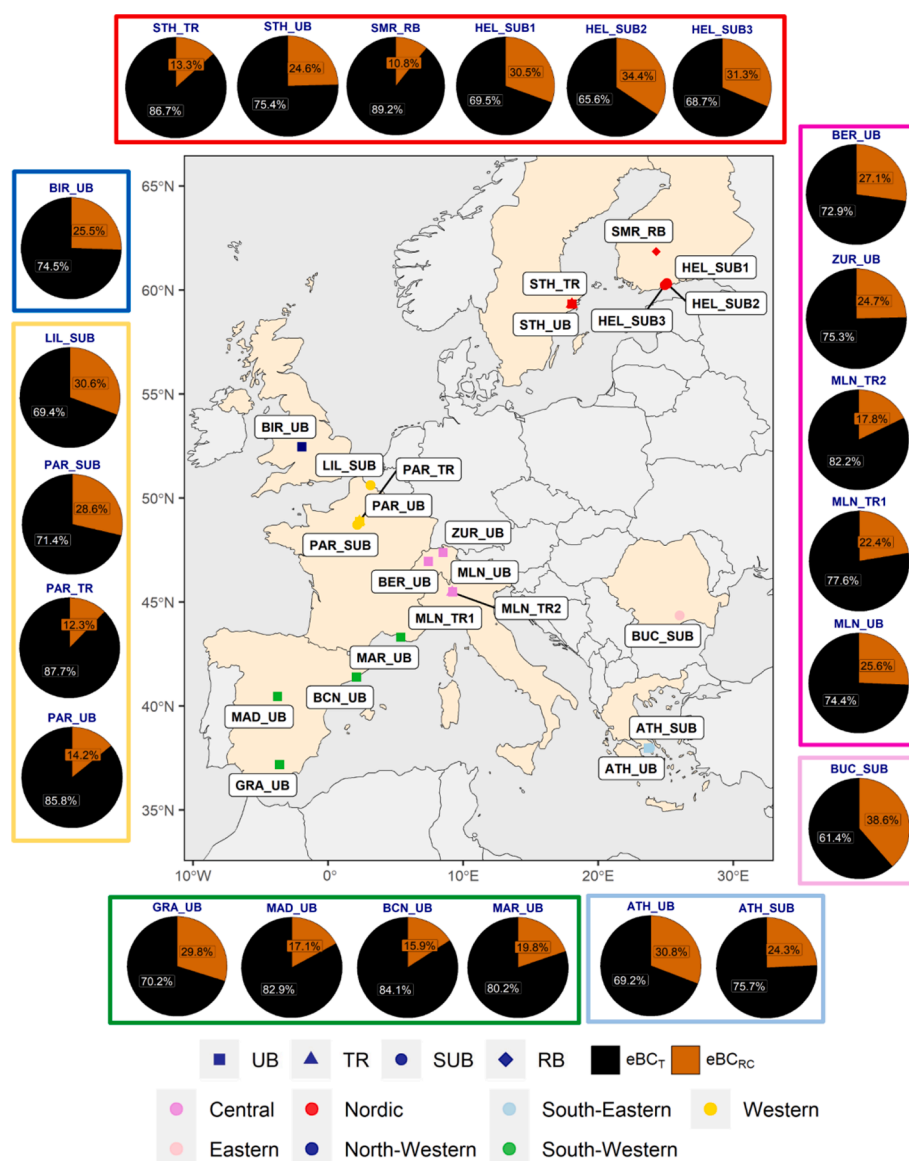 STH_TR STH_UB SMR_RB HEL_SUB1 HEL_SUB2 HEL_SUB3
13.3% 24.6% 10.8% 30.5% 34.4% 31.3%
86.7% 75.4% 89.2% 69.5% 65.6% 68.7%
BIR_UB
25.5%
74.5%
LIL_SUB
30.6%
69.4%
PAR_SUB
28.6%
71.4%
PAR_TR
12.3%
87.7%
PAR_UB
14.2%
85.8%
65°N
60°N
55°N
50°N
45°N
40°N
35°N
SMR_RB
HEL_SUB1
STH_TR
HEL_SUB2
STH_UB
HEL_SUB3
BIR_UB
LIL_SUB
PAR_TR
PAR_UB
PAR_SUB
ZUR_UB
BER_UB
MLN_UB
MLN_TR1
MLN_TR2
MAR_UB
BUC_SUB
BCN_UB
MAD_UB
ATH_SUB
ATH_UB
GRA_UB
10°W 0° 10°E 20°E 30°E
BER_UB
27.1%
72.9%
ZUR_UB
24.7%
75.3%
MLN_TR2
17.8%
82.2%
MLN_TR1
22.4%
77.6%
MLN_UB
25.6%
74.4%
BUC_SUB
38.6%
61.4%
GRA_UB MAD_UB BCN_UB MAR_UB
29.8% 17.1% 15.9% 19.8%
70.2% 82.9% 84.1% 80.2%
ATH_UB ATH_SUB
30.8% 24.3%
69.2% 75.7%
UB TR SUB RB eBCT eBCRC
Central Nordic South-Eastern Western
Eastern North-Western South-Western